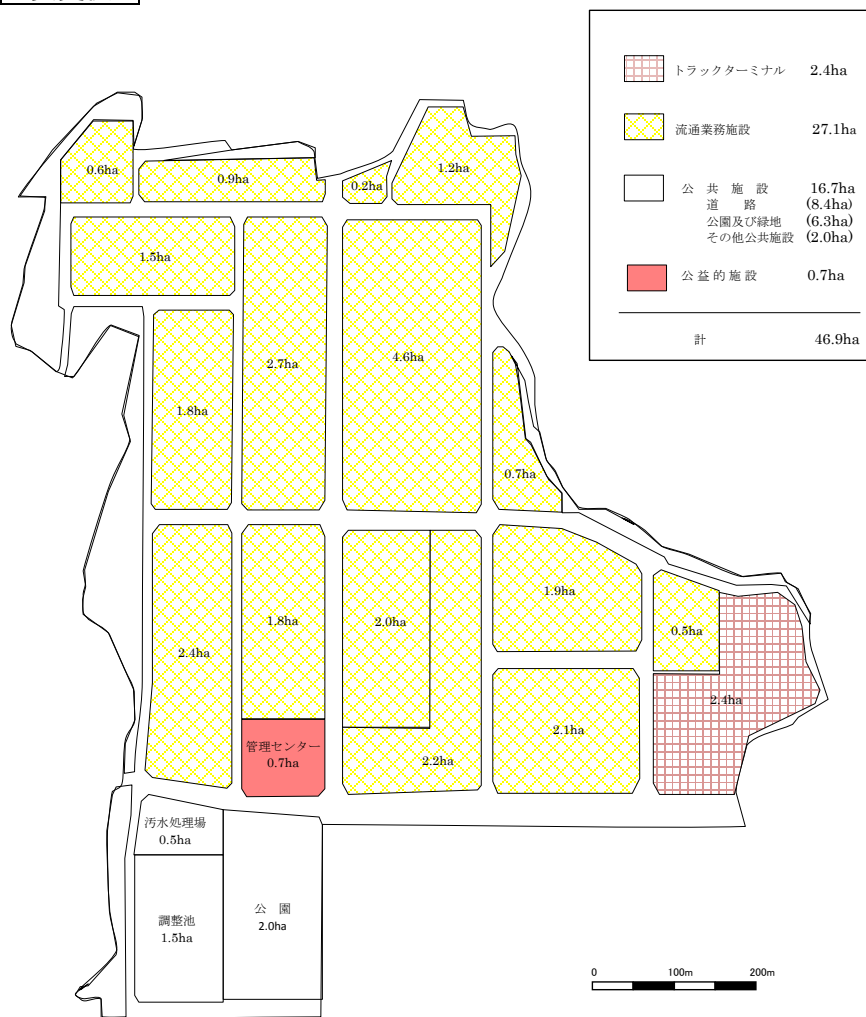 トラックターミナル 2.4ha
流通業務施設 27.1ha
公共施設 16.7ha
道路 (8.4ha)
公園及び緑地 (6.3ha)
その他公共施設 (2.0ha)
公益的施設 0.7ha
計 46.9ha
0.6ha
0.9ha
0.2ha
1.2ha
1.5ha
2.7ha
4.6ha
1.8ha
0.7ha
2.4ha
1.8ha
2.0ha
1.9ha
0.5ha
2.4ha
2.1ha
2.2ha
管理センター
0.7ha
汚水処理場
0.5ha
調整池
1.5ha
公園
2.0ha
0 100m 200m